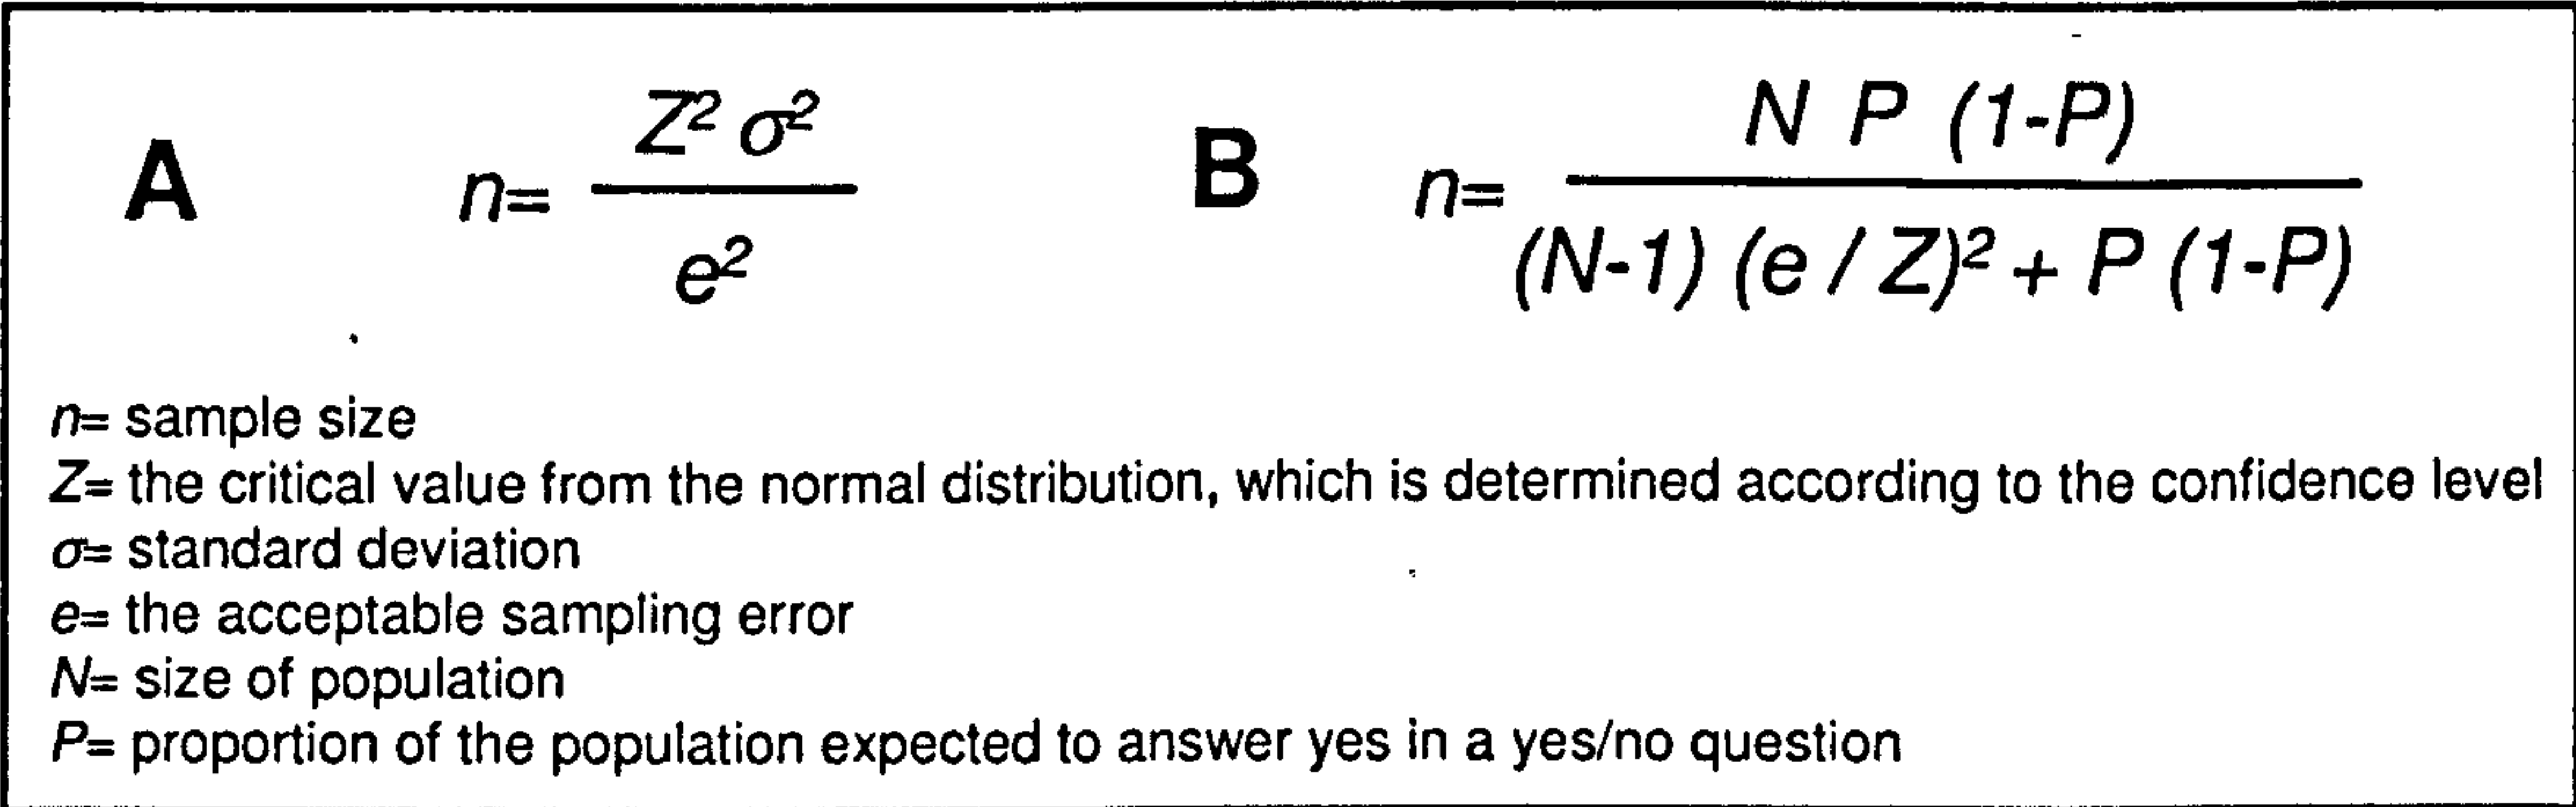 A n= Z² σ² / e² B n= N P (1-P) / (N-1) (e / Z)² + P (1-P)
n= sample size
Z= the critical value from the normal distribution, which is determined according to the confidence level
σ= standard deviation
e= the acceptable sampling error
N= size of population
P= proportion of the population expected to answer yes in a yes/no question